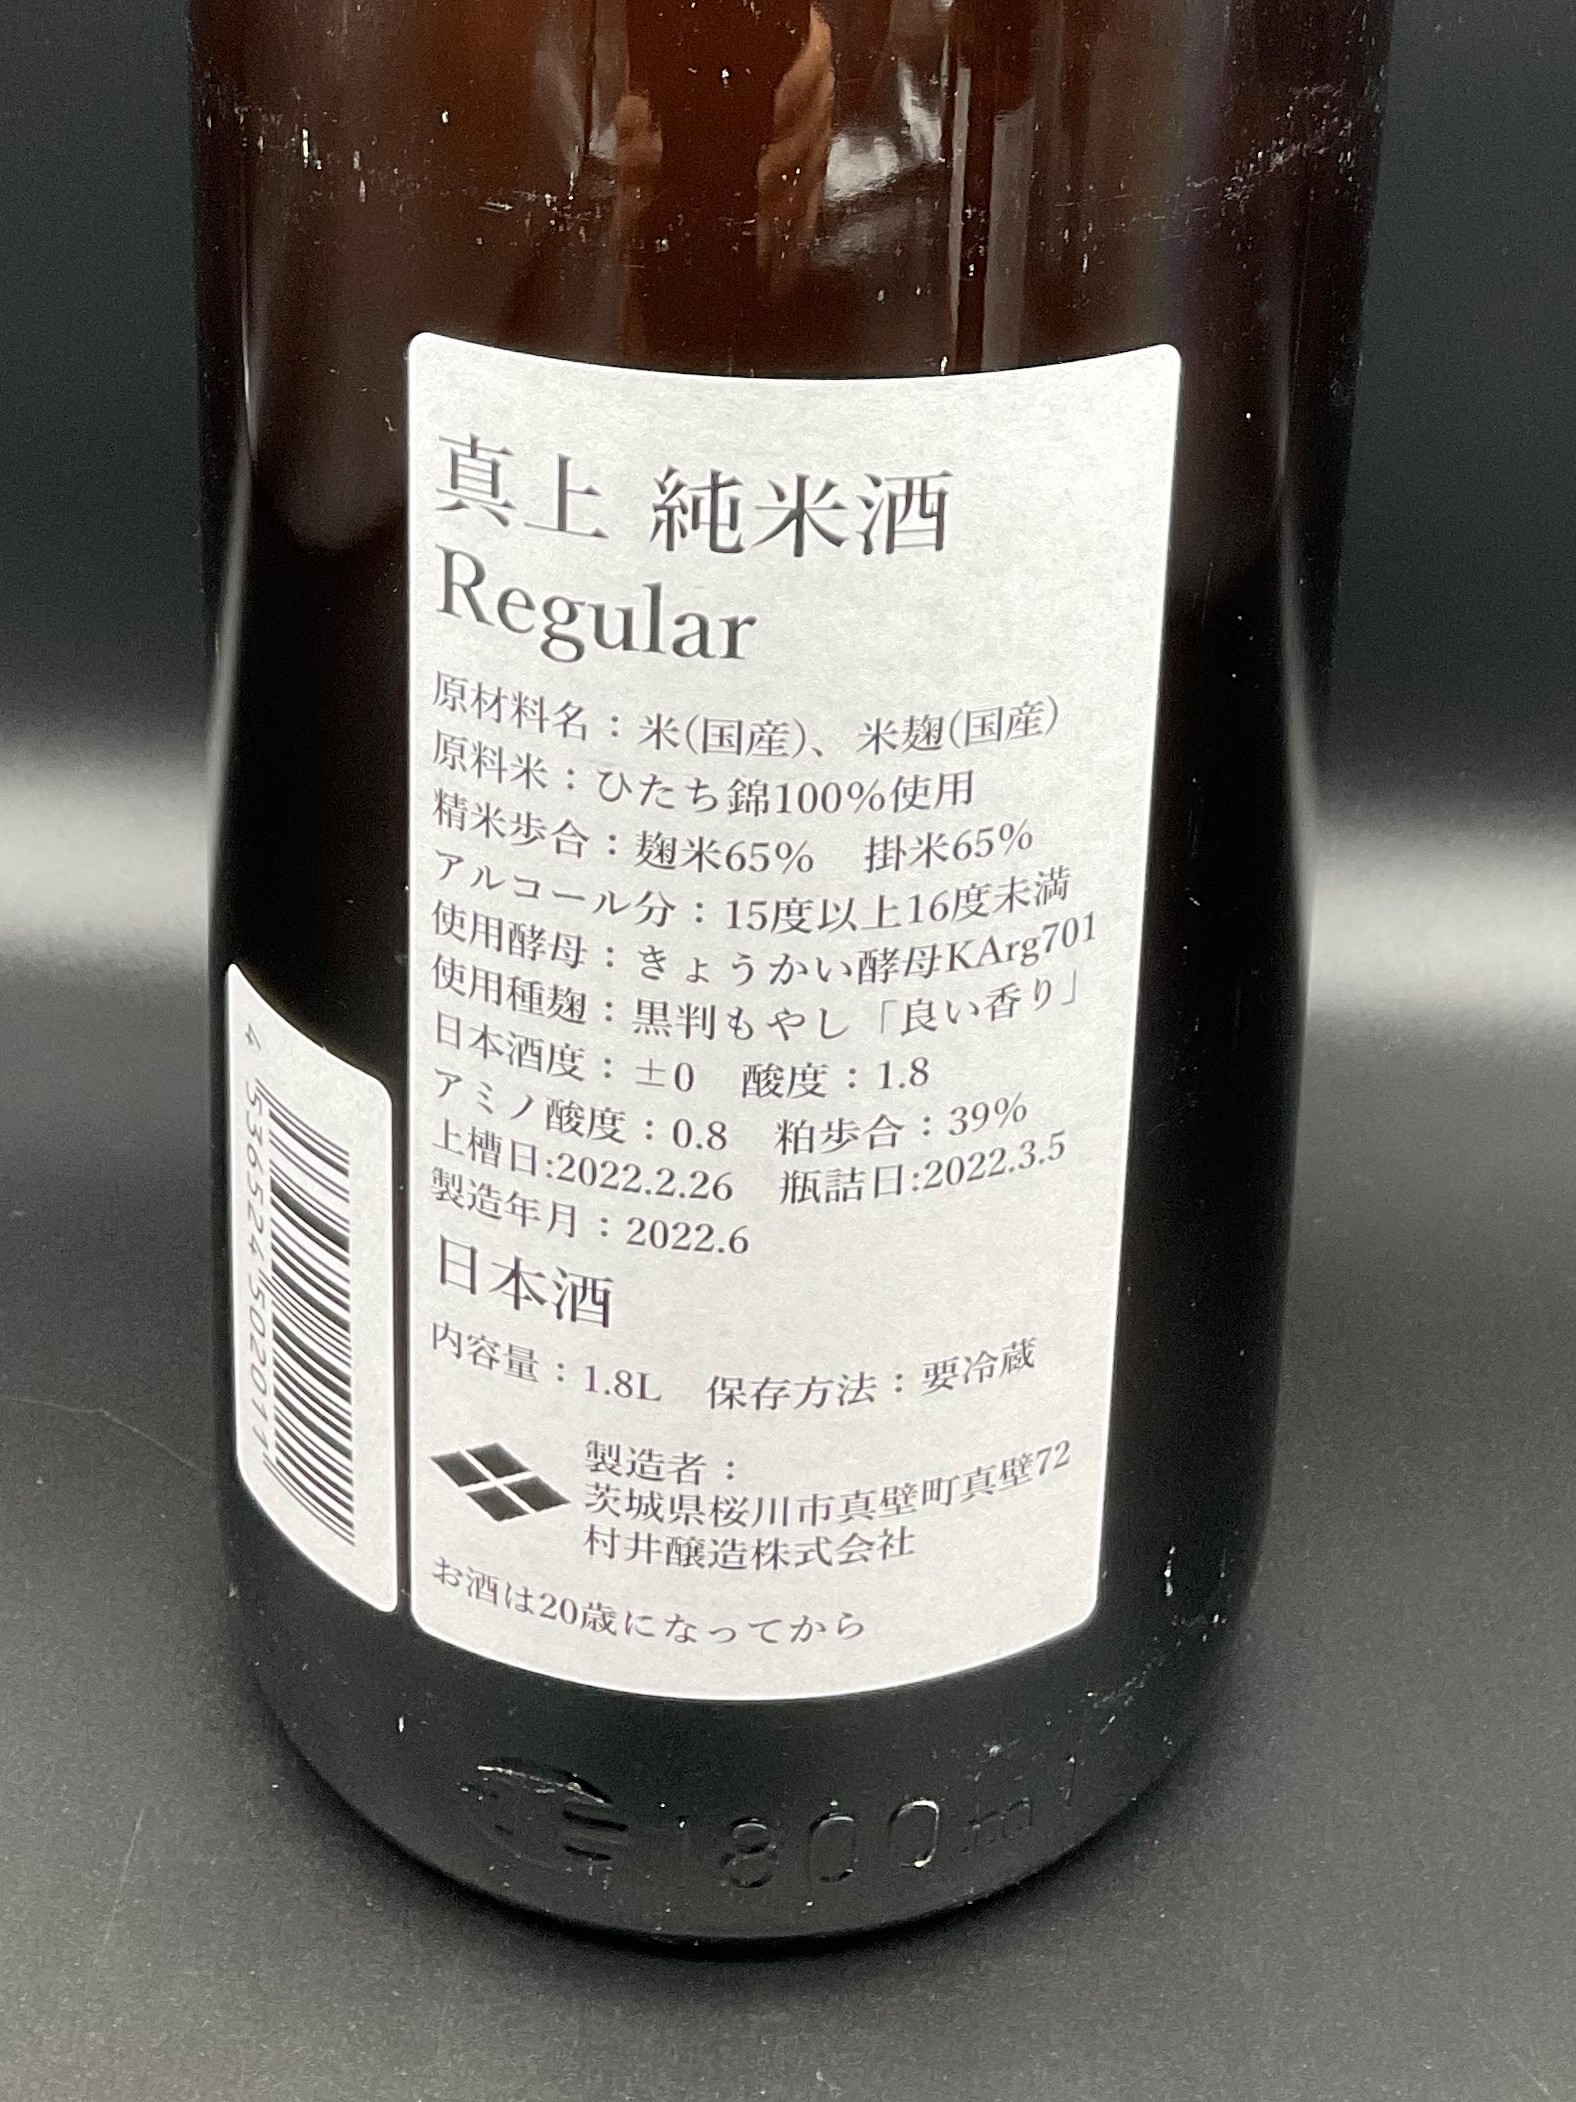 真上 純米酒
Regular
原材料名：米(国産)、米麹(国産)
原料米：ひたち錦100%使用
精米歩合：麹米65%　掛米65%
アルコール分：15度以上16度未満
使用酵母：きょうかい酵母KArg701
使用種麹：黒判もやし「良い香り」
日本酒度：±0　酸度：1.8
アミノ酸度：0.8　粕歩合：39%
上槽日:2022.2.26　瓶詰日:2022.3.5
製造年月：2022.6
日本酒
内容量：1.8L　保存方法：要冷蔵
製造者：
茨城県桜川市真壁町真壁72
村井醸造株式会社
お酒は20歳になってから
4 536524 502011
1800ml